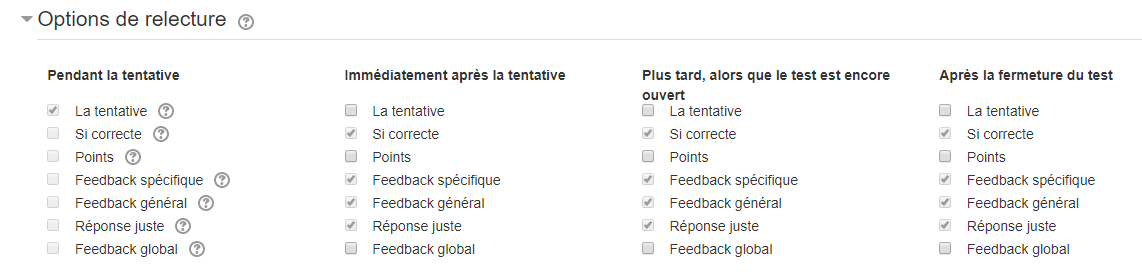 Options de relecture
Pendant la tentative
La tentative
Si correcte
Points
Feedback spécifique
Feedback général
Réponse juste
Feedback global
Immédiatement après la tentative
La tentative
Si correcte
Points
Feedback spécifique
Feedback général
Réponse juste
Feedback global
Plus tard, alors que le test est encore
ouvert
La tentative
Si correcte
Points
Feedback spécifique
Feedback général
Réponse juste
Feedback global
Après la fermeture du test
La tentative
Si correcte
Points
Feedback spécifique
Feedback général
Réponse juste
Feedback global